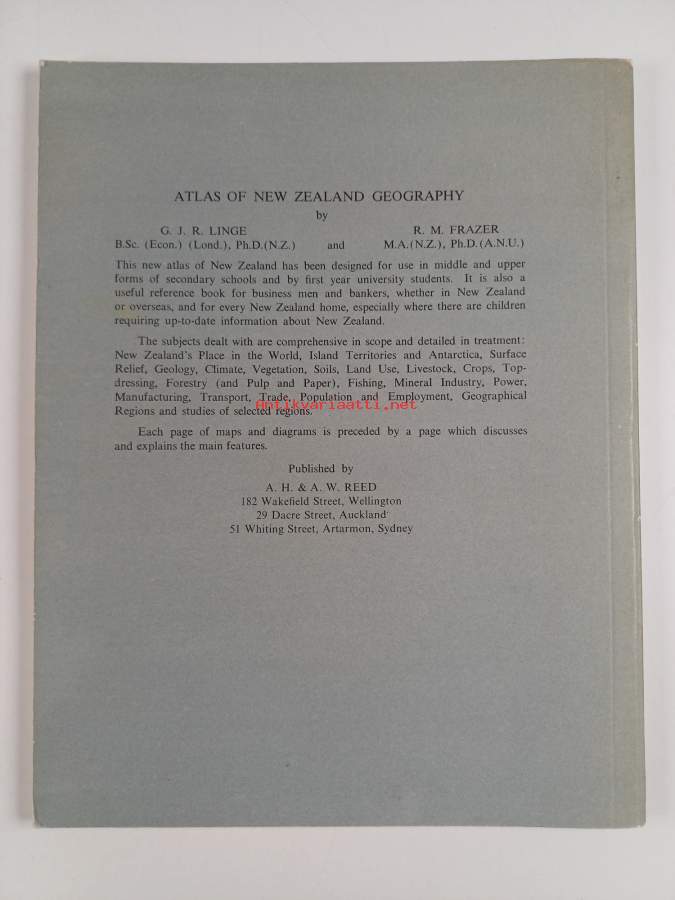 ATLAS OF NEW ZEALAND GEOGRAPHY
by
G. J. R. LINGE R. M. FRAZER
B.Sc. (Econ.) (Lond.), Ph.D.(N.Z.) and M.A.(N.Z.), Ph.D.(A.N.U.)
This new atlas of New Zealand has been designed for use in middle and upper
forms of secondary schools and by first year university students. It is also a
useful reference book for business men and bankers, whether in New Zealand
or overseas, and for every New Zealand home, especially where there are children
requiring up-to-date information about New Zealand.
The subjects dealt with are comprehensive in scope and detailed in treatment:
New Zealand's Place in the World, Island Territories and Antarctica, Surface
Relief, Geology, Climate, Vegetation, Soils, Land Use, Livestock, Crops, Top-
dressing, Forestry (and Pulp and Paper), Fishing, Mineral Industry, Power,
Manufacturing, Transport, Trade, Population and Employment, Geographical
Regions and studies of selected regions.
antikvariaatti.net
Each page of maps and diagrams is preceded by a page which discusses
and explains the main features.
Published by
A. H. & A. W. REED
182 Wakefield Street, Wellington
29 Dacre Street, Auckland
51 Whiting Street, Artarmon, Sydney